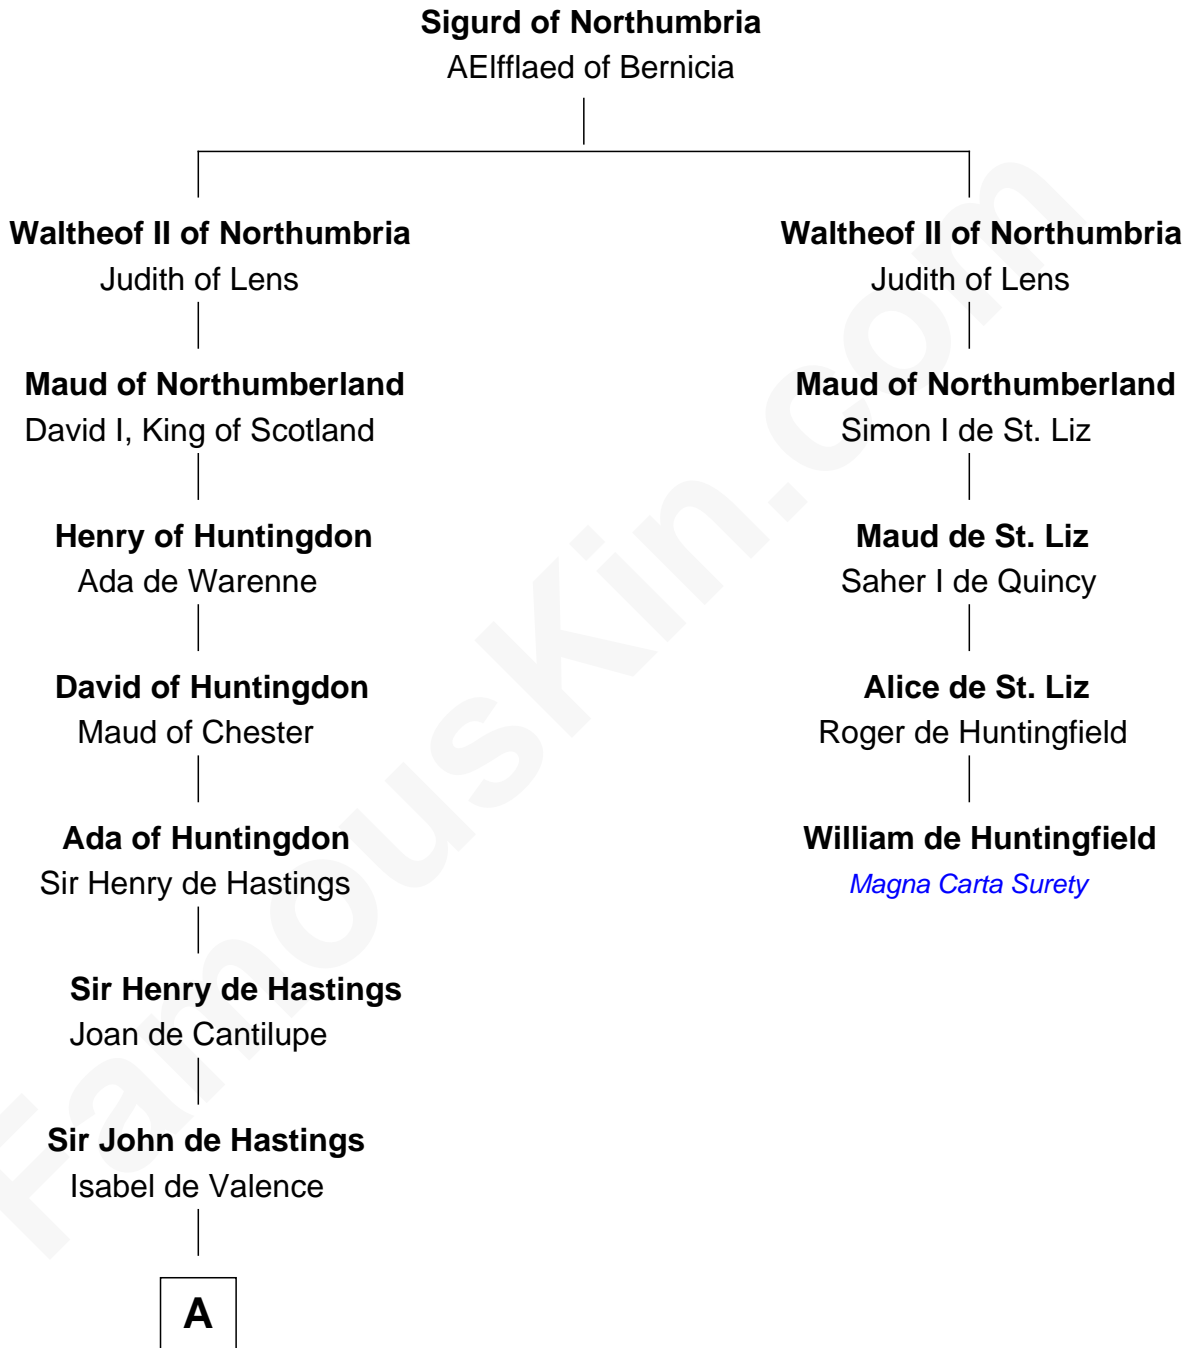 Sigurd of Northumbria
AElfflaed of Bernicia
Waltheof II of Northumbria
Judith of Lens
Maud of Northumberland
David I, King of Scotland
Henry of Huntingdon
Ada de Warenne
David of Huntingdon
Maud of Chester
Ada of Huntingdon
Sir Henry de Hastings
Sir Henry de Hastings
Joan de Cantilupe
Sir John de Hastings
Isabel de Valence
A
Waltheof II of Northumbria
Judith of Lens
Maud of Northumberland
Simon I de St. Liz
Maud de St. Liz
Saher I de Quincy
Alice de St. Liz
Roger de Huntingfield
William de Huntingfield
Magna Carta Surety
FamousKin.com